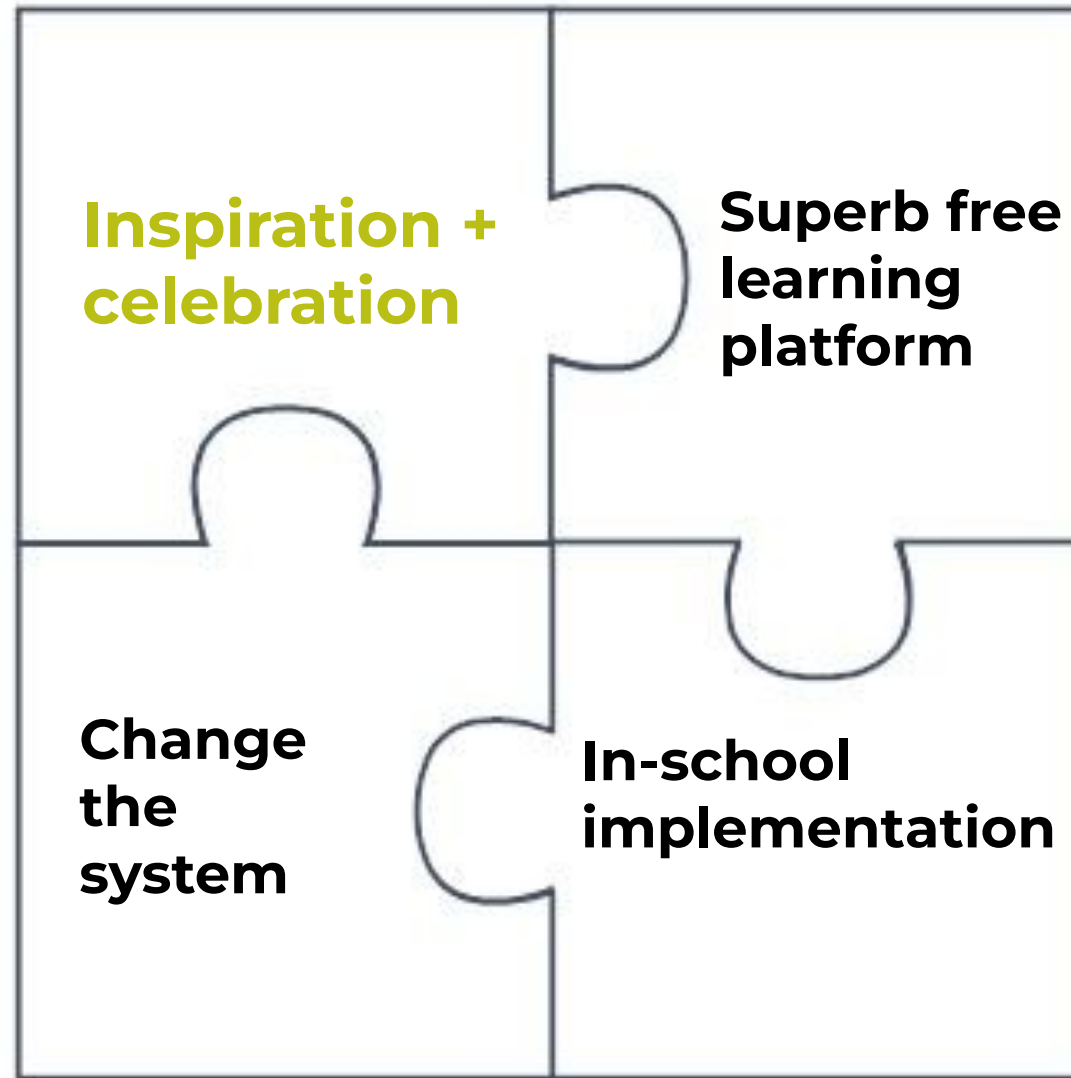 Inspiration +
celebration
Superb free
learning
platform
Change
the
system
In-school
implementation